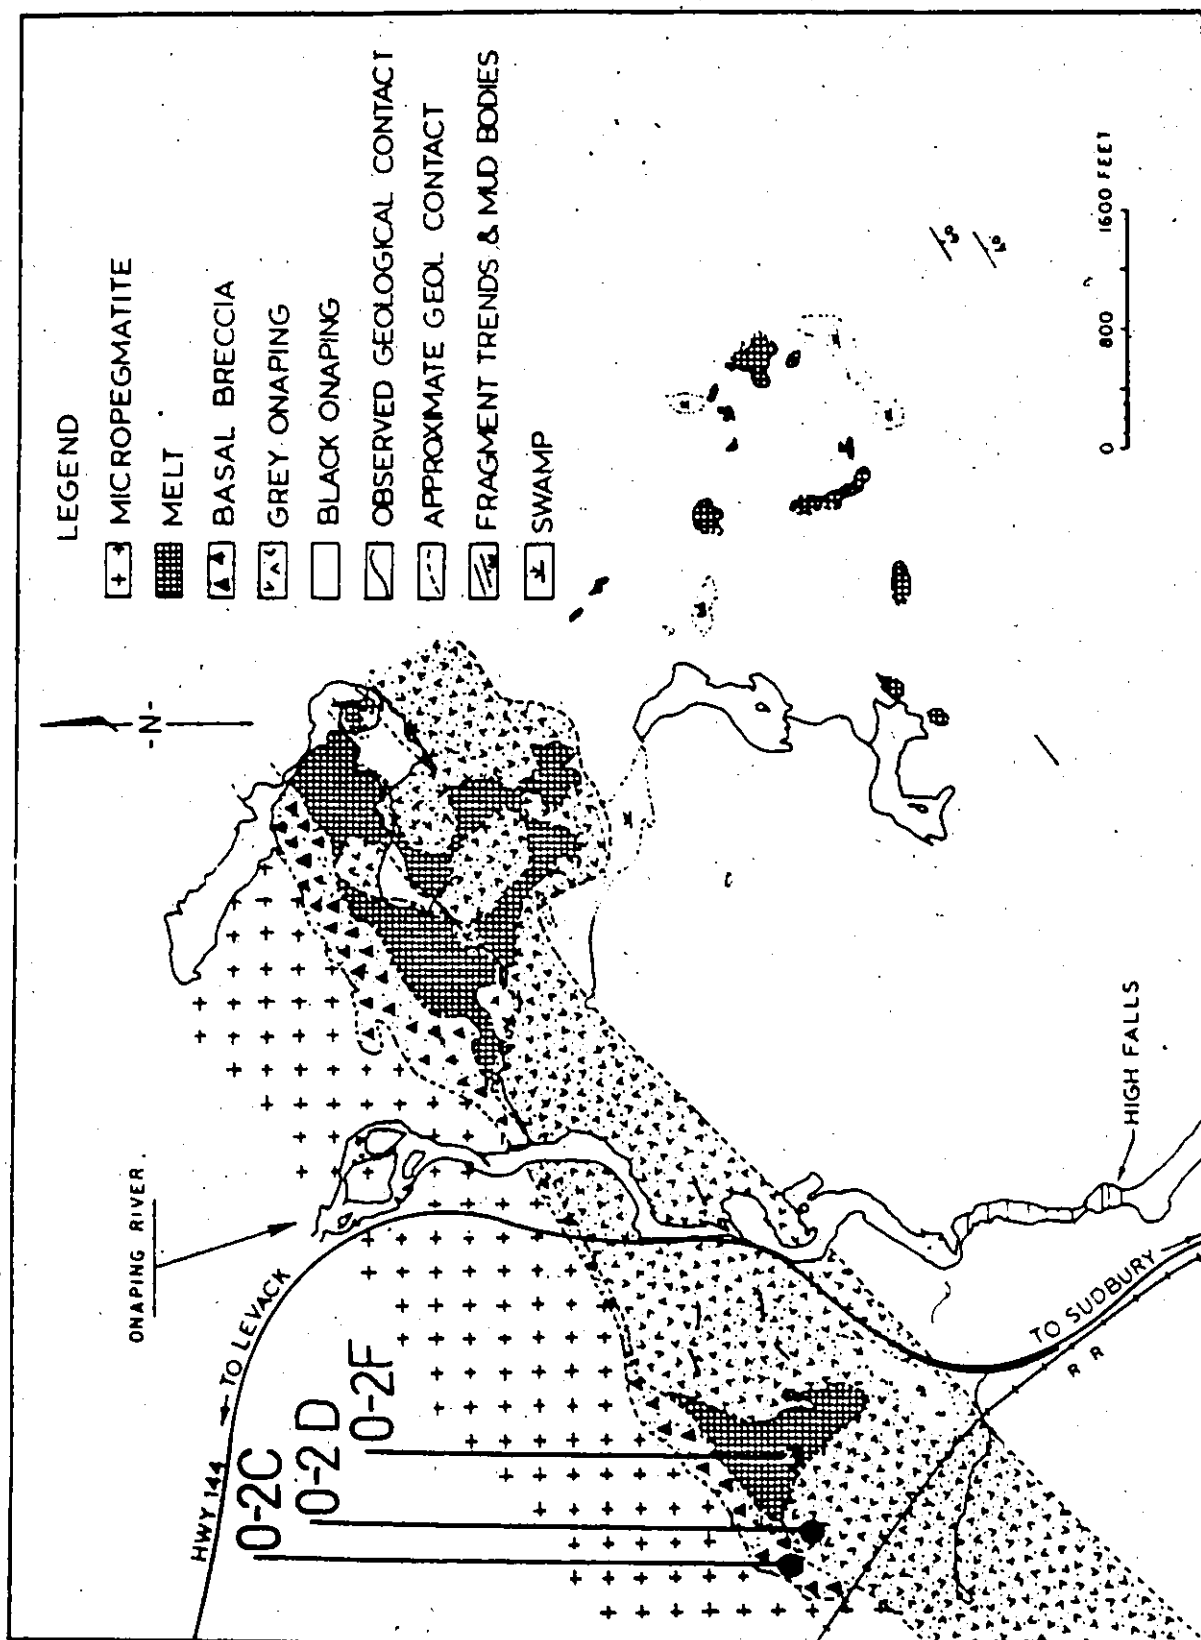 LEGEND
MICROPEGMATITE
MELT
BASAL BRECCIA
GREY ONAPING
BLACK ONAPING
OBSERVED GEOLOGICAL CONTACT
APPROXIMATE GEOL CONTACT
FRAGMENT TRENDS & MUD BODIES
SWAMP
-N-
ONAPING RIVER
TO LEVACK
HWY 144
0-2C
0-2D
0-2F
HIGH FALLS
TO SUDBURY
R R
0 800 1600 FEET